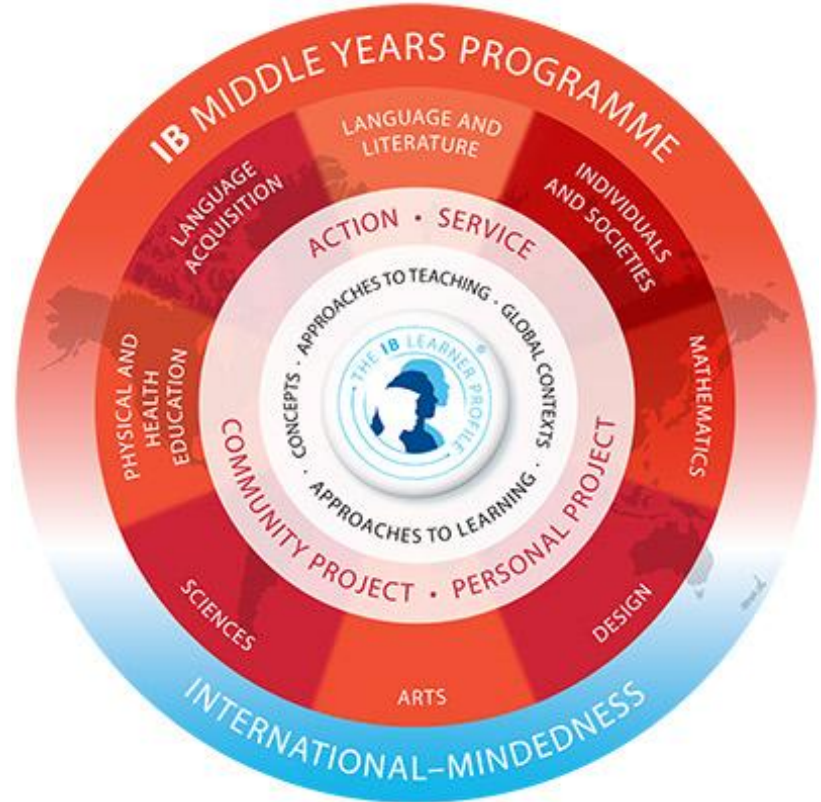 IB MIDDLE YEARS PROGRAMME
LANGUAGE AND
LITERATURE
INDIVIDUALS
AND SOCIETIES
MATHEMATICS
DESIGN
ARTS
SCIENCES
PHYSICAL AND
HEALTH
EDUCATION
LANGUAGE
ACQUISITION
ACTION · SERVICE
COMMUNITY PROJECT · PERSONAL PROJECT
APPROACHES TO TEACHING · GLOBAL CONTEXTS ·
APPROACHES TO LEARNING · CONCEPTS ·
THE IB LEARNER PROFILE ®
INTERNATIONAL–MINDEDNESS